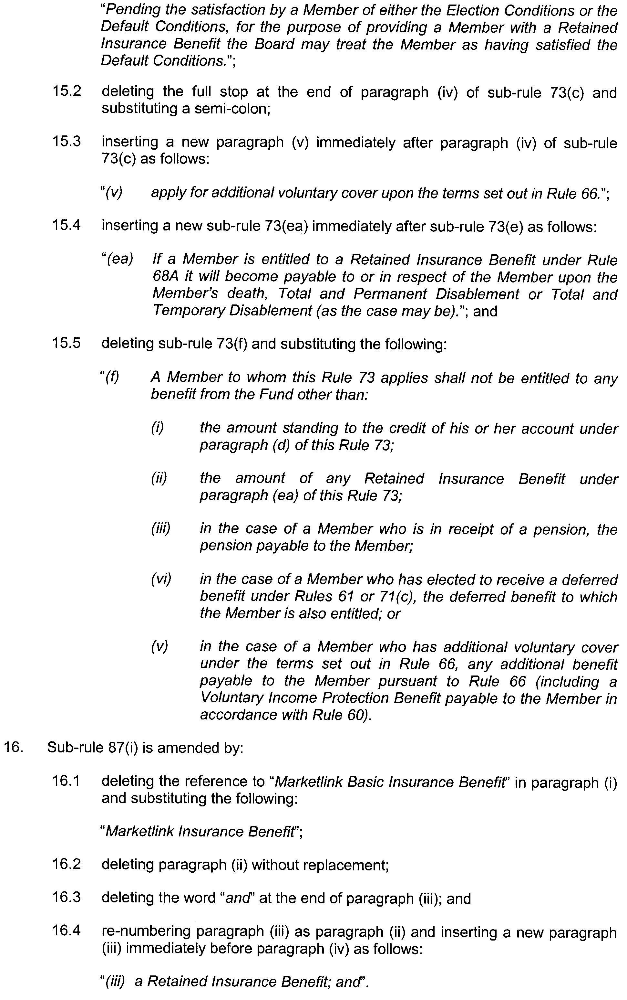 “Pending the satisfaction by a Member of either the Election Conditions or the
Default Conditions, for the purpose of providing a Member with a Retained
Insurance Benefit the Board may treat the Member as having satisfied the
Default Conditions.”;
15.2 deleting the full stop at the end of paragraph (iv) of sub-rule 73(c) and
substituting a semi-colon;
15.3 inserting a new paragraph (v) immediately after paragraph (iv) of sub-rule
73(c) as follows:
“(v) apply for additional voluntary cover upon the terms set out in Rule 66.”;
15.4 inserting a new sub-rule 73(ea) immediately after sub-rule 73(e) as follows:
“(ea) If a Member is entitled to a Retained Insurance Benefit under Rule
68A it will become payable to or in respect of the Member upon the
Member’s death, Total and Permanent Disablement or Total and
Temporary Disablement (as the case may be).”; and
15.5 deleting sub-rule 73(f) and substituting the following:
“(f) A Member to whom this Rule 73 applies shall not be entitled to any
benefit from the Fund other than:
(i) the amount standing to the credit of his or her account under
paragraph (d) of this Rule 73;
(ii) the amount of any Retained Insurance Benefit under
paragraph (ea) of this Rule 73;
(iii) in the case of a Member who is in receipt of a pension, the
pension payable to the Member;
(vi) in the case of a Member who has elected to receive a deferred
benefit under Rules 61 or 71(c), the deferred benefit to which
the Member is also entitled; or
(v) in the case of a Member who has additional voluntary cover
under the terms set out in Rule 66, any additional benefit
payable to the Member pursuant to Rule 66 (including a
Voluntary Income Protection Benefit payable to the Member in
accordance with Rule 60).
16. Sub-rule 87(i) is amended by:
16.1 deleting the reference to “Marketlink Basic Insurance Benefit” in paragraph (i)
and substituting the following:
“Marketlink Insurance Benefit”;
16.2 deleting paragraph (ii) without replacement;
16.3 deleting the word “and” at the end of paragraph (iii); and
16.4 re-numbering paragraph (iii) as paragraph (ii) and inserting a new paragraph
(iii) immediately before paragraph (iv) as follows:
“(iii) a Retained Insurance Benefit; and”.